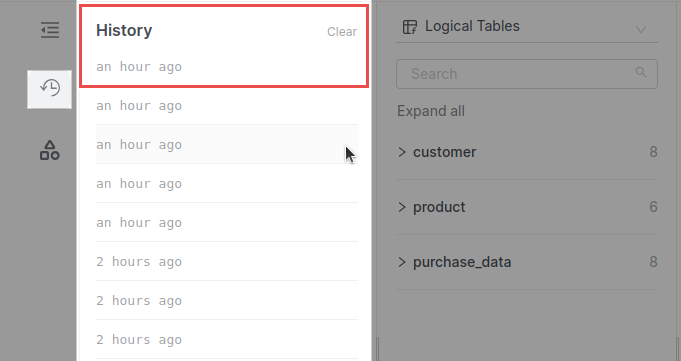 History
Clear
an hour ago
an hour ago
an hour ago
an hour ago
an hour ago
2 hours ago
2 hours ago
2 hours ago
Logical Tables
Search
Expand all
customer 8
product 6
purchase_data 8